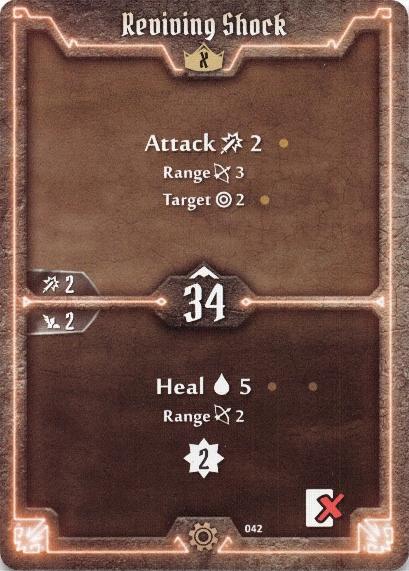 Reviving Shock
X
Attack 2
Range 3
Target 2
2
34
2
Heal 5
Range 2
2
042